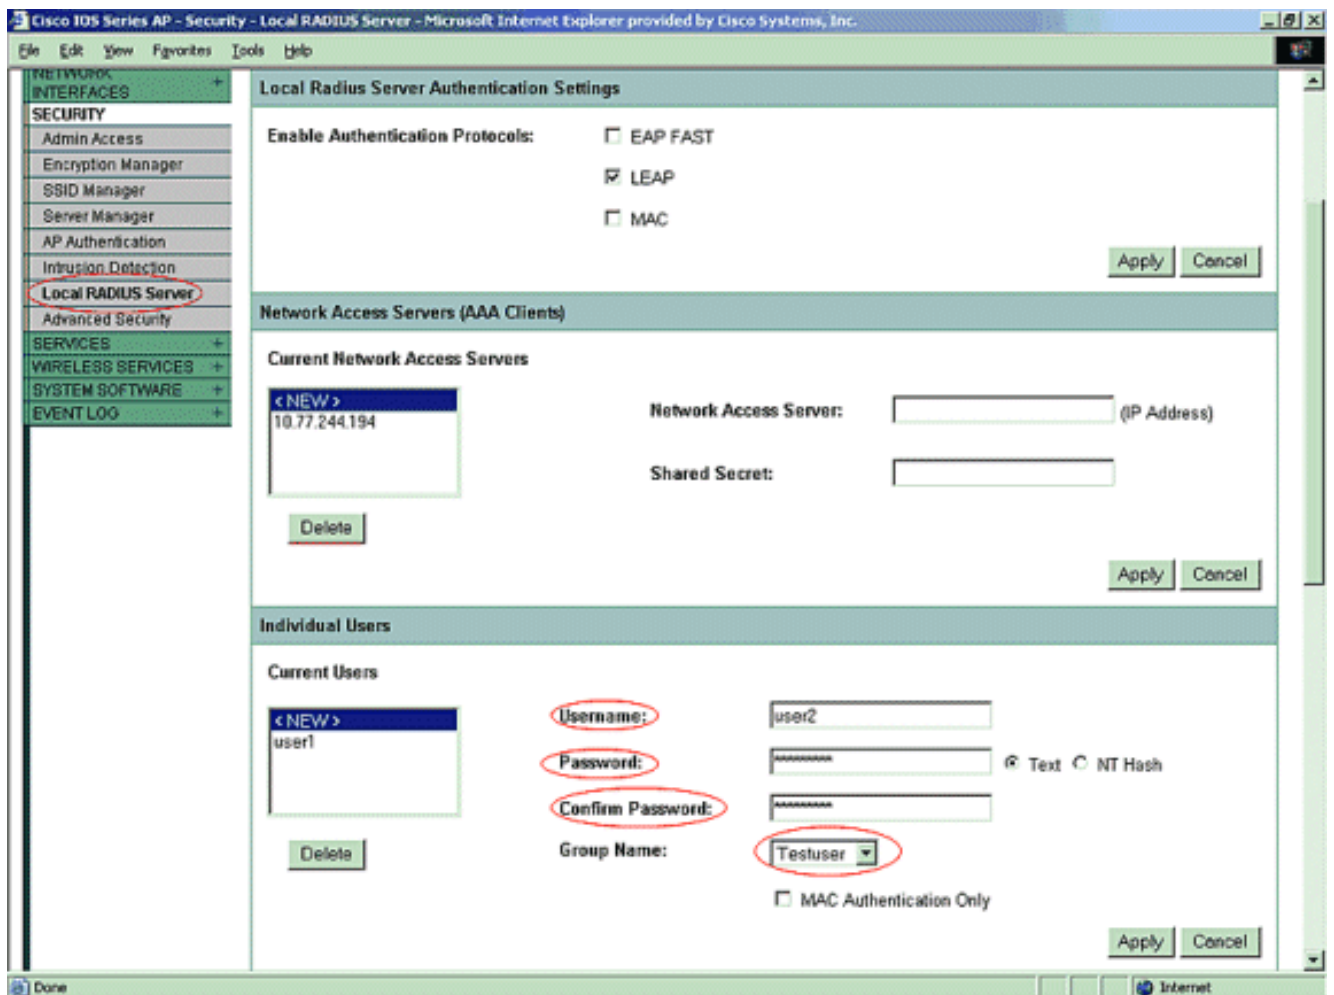 Cisco IOS Series AP - Security - Local RADIUS Server - Microsoft Internet Explorer provided by Cisco Systems, Inc.
File Edit View Favorites Tools Help
NETWORK
INTERFACES +
SECURITY
Admin Access
Encryption Manager
SSID Manager
Server Manager
AP Authentication
Intrusion Detection
Local RADIUS Server
Advanced Security
SERVICES +
WIRELESS SERVICES +
SYSTEM SOFTWARE +
EVENT LOG +
Local Radius Server Authentication Settings
Enable Authentication Protocols:
EAP FAST
LEAP
MAC
Apply Cancel
Network Access Servers (AAA Clients)
Current Network Access Servers
< NEW >
10.77.244.194
Delete
Network Access Server: (IP Address)
Shared Secret:
Apply Cancel
Individual Users
Current Users
< NEW >
user1
Delete
Username: user2
Password: ********* Text NT Hash
Confirm Password: *********
Group Name: Testuser
MAC Authentication Only
Apply Cancel
Done Internet